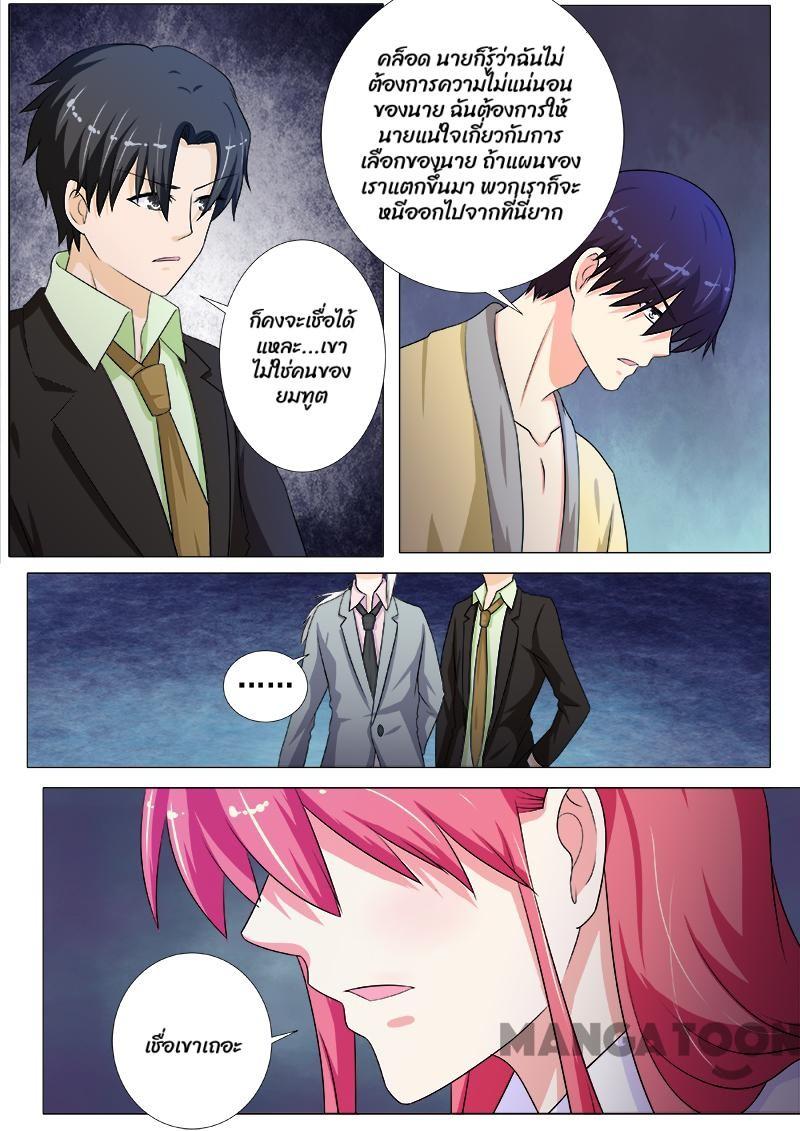 คล็อด นายก็รู้ว่าฉันไม่
ต้องการความไม่แน่นอน
ของนาย ฉันต้องการให้
นายแน่ใจเกี่ยวกับการ
เลือกของนาย ถ้าแผนของ
เราแตกขึ้นมา พวกเราก็จะ
หนีออกไปจากที่นี่ยาก
ก็คงจะเชื่อได้
แหละ...เขา
ไม่ใช่คนของ
ยมทูต
......
เชื่อเขาเถอะ
MANGATOON